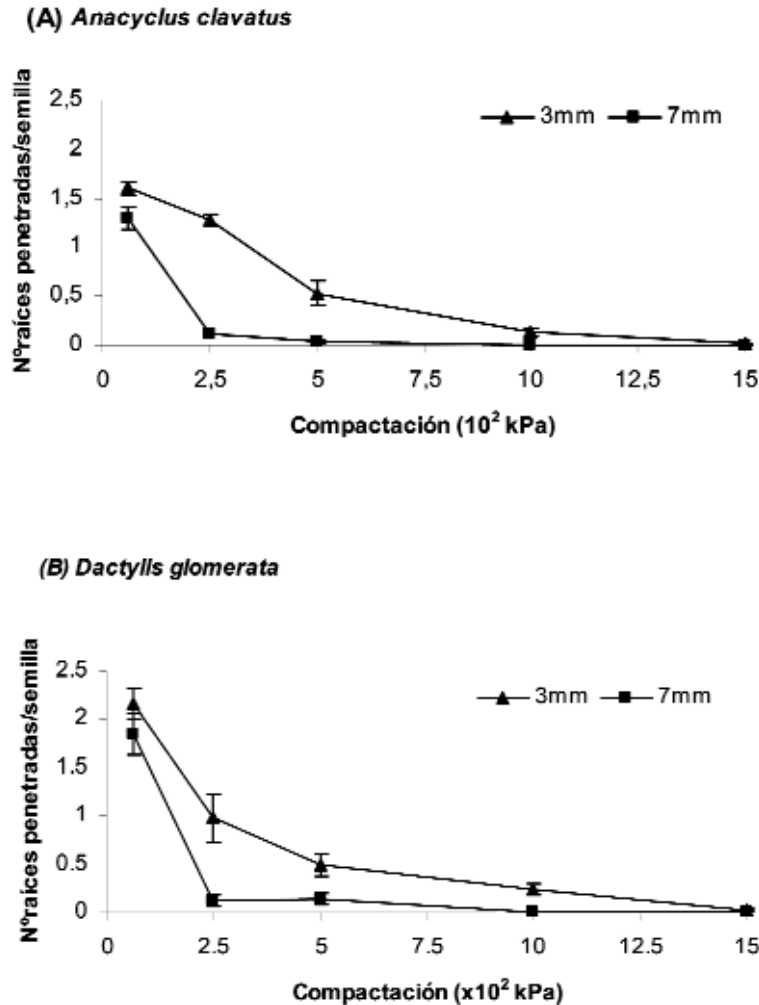 (A) Anacyclus clavatus
Nºraíces penetradas/semilla
2,5
2
1,5
1
0,5
0
3mm 7mm
0 2,5 5 7,5 10 12,5 15
Compactación (10² kPa)
(B) Dactylis glomerata
Nºraíces penetradas/semilla
2.5
2
1.5
1
0.5
0
3mm 7mm
0 2.5 5 7.5 10 12.5 15
Compactación (x10² kPa)